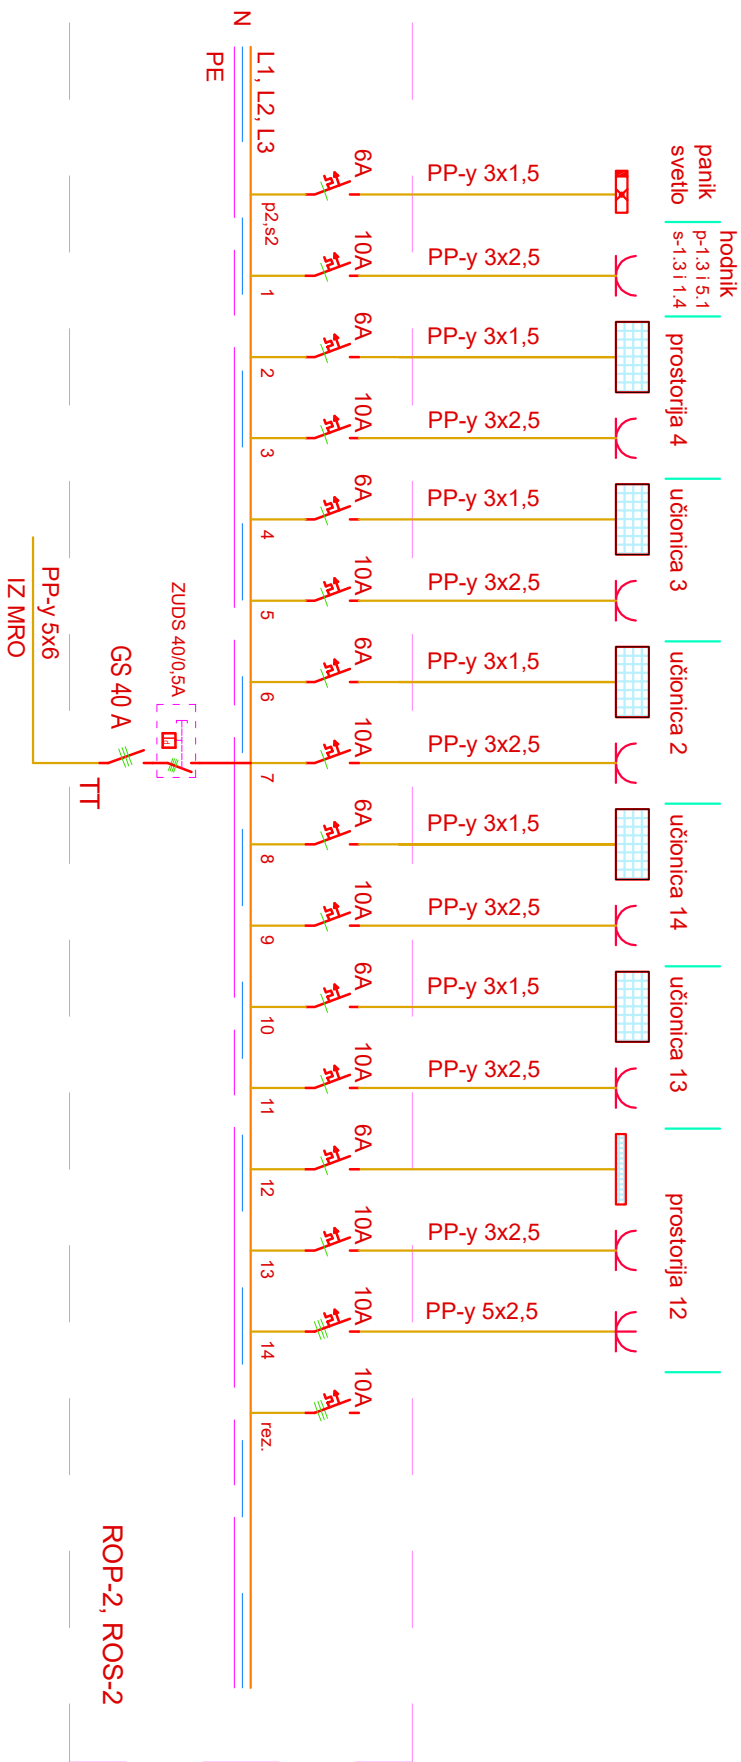 N
L1, L2, L3
PE
panik
svetlo
hodnik
p-1.3 i 5.1
s-1.3 i 1.4
prostorija 4
učionica 3
učionica 2
učionica 14
učionica 13
prostorija 12
PP-y 3x1,5
PP-y 3x2,5
PP-y 3x1,5
PP-y 3x2,5
PP-y 3x1,5
PP-y 3x2,5
PP-y 3x1,5
PP-y 3x2,5
PP-y 3x1,5
PP-y 3x2,5
PP-y 3x1,5
PP-y 3x2,5
PP-y 3x2,5
PP-y 5x2,5
6A
10A
6A
10A
6A
10A
6A
10A
6A
10A
6A
10A
6A
10A
10A
10A
p2,s2
1
2
3
4
5
6
7
8
9
10
11
12
13
14
rez.
ZUDS 40/0,5A
GS 40 A
TT
PP-y 5x6
IZ MRO
ROP-2, ROS-2